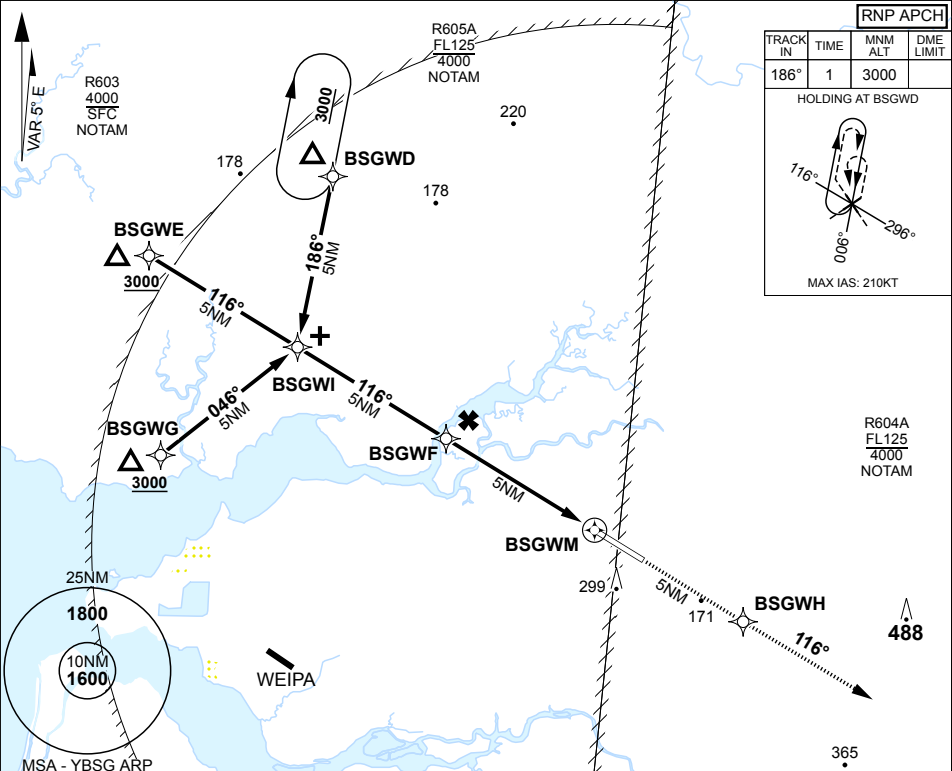 RNP APCH
TRACK IN
TIME
MNM ALT
DME LIMIT
186°
1
3000
HOLDING AT BSGWD
116°
296°
006°
MAX IAS: 210KT
VAR 5° E
R603
4000
SFC
NOTAM
R605A
FL125
4000
NOTAM
3000
220
178
BSGWD
178
BSGWE
3000
186°
5NM
116°
5NM
BSGWI
046°
5NM
116°
5NM
BSGWG
3000
BSGWF
R604A
FL125
4000
NOTAM
5NM
BSGWM
299
5NM
171
BSGWH
116°
488
25NM
1800
10NM
1600
WEIPA
365
MSA - YBSG ARP